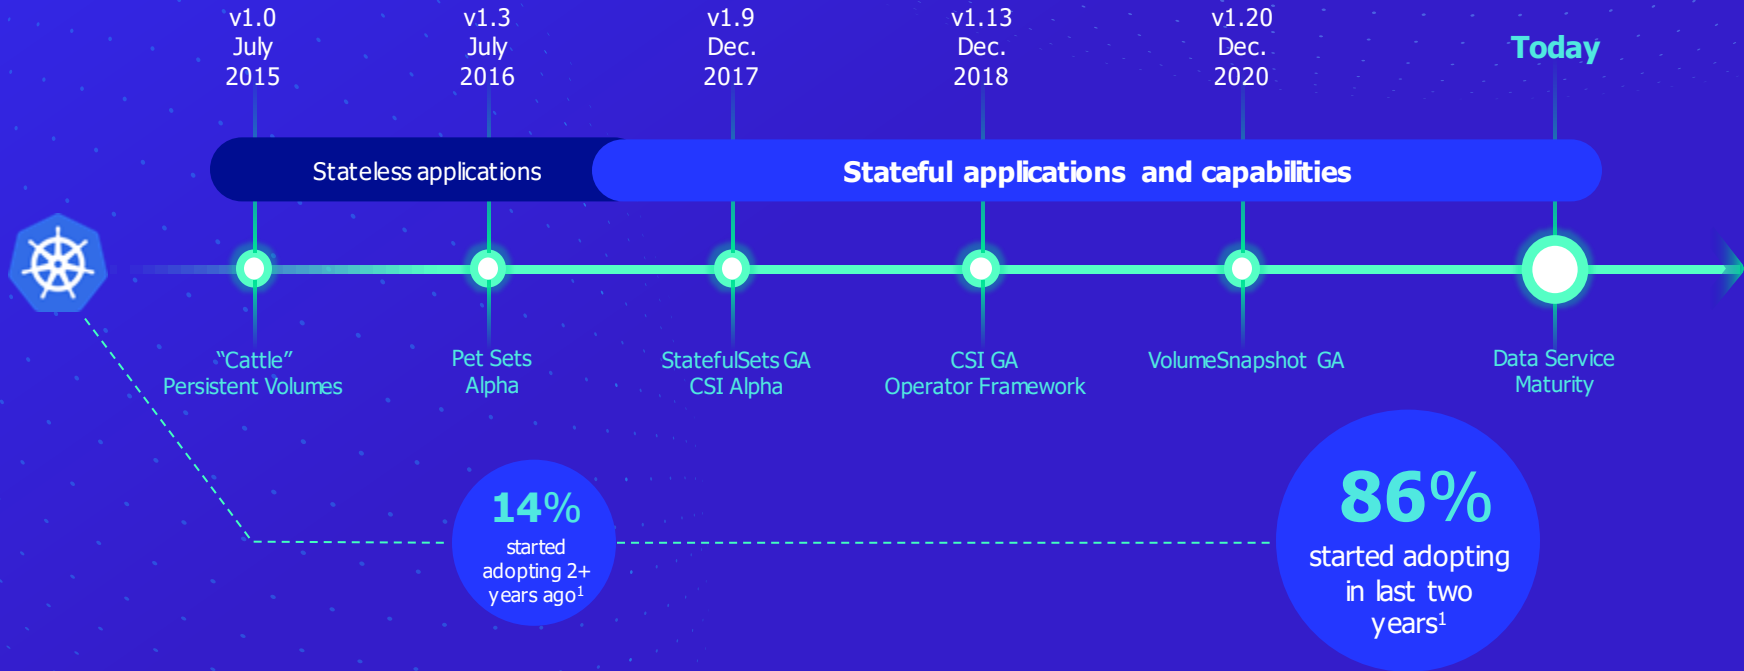 v1.0
July
2015
v1.3
July
2016
v1.9
Dec.
2017
v1.13
Dec.
2018
v1.20
Dec.
2020
Today
Stateless applications
Stateful applications and capabilities
“Cattle”
Persistent Volumes
Pet Sets
Alpha
StatefulSets GA
CSI Alpha
CSI GA
Operator Framework
VolumeSnapshot GA
Data Service
Maturity
14%
started
adopting 2+
years ago¹
86%
started adopting
in last two
years¹